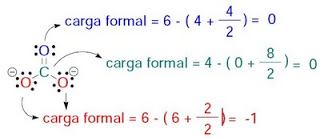 carga formal = 6 - ( 4 + 4/2 ) = 0
O
carga formal = 4 - ( 0 + 8/2 ) = 0
C
O O
carga formal = 6 - ( 6 + 2/2 ) = -1